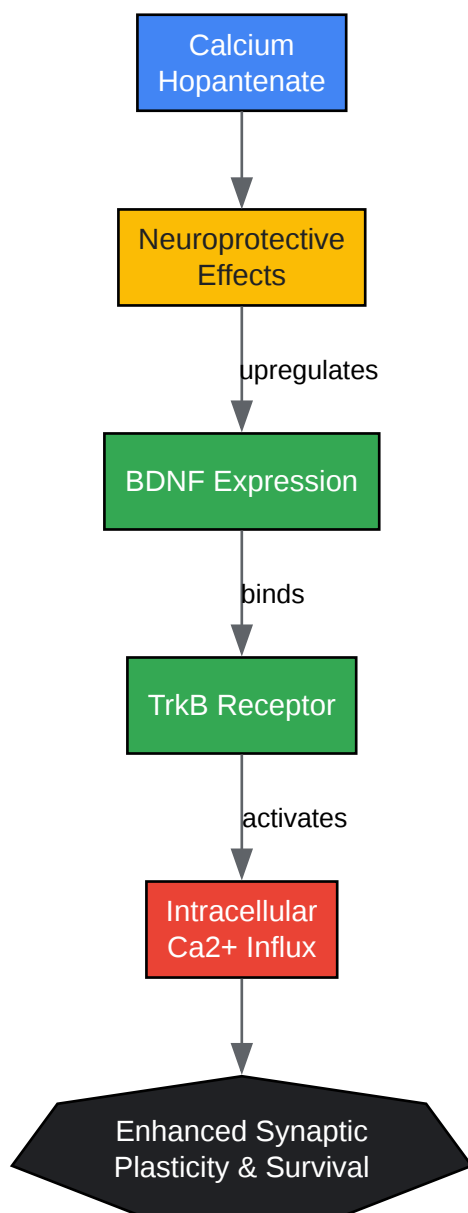 Calcium
Hopantenate
Neuroprotective
Effects
upregulates
BDNF Expression
binds
TrkB Receptor
activates
Intracellular
Ca2+ Influx
Enhanced Synaptic
Plasticity & Survival